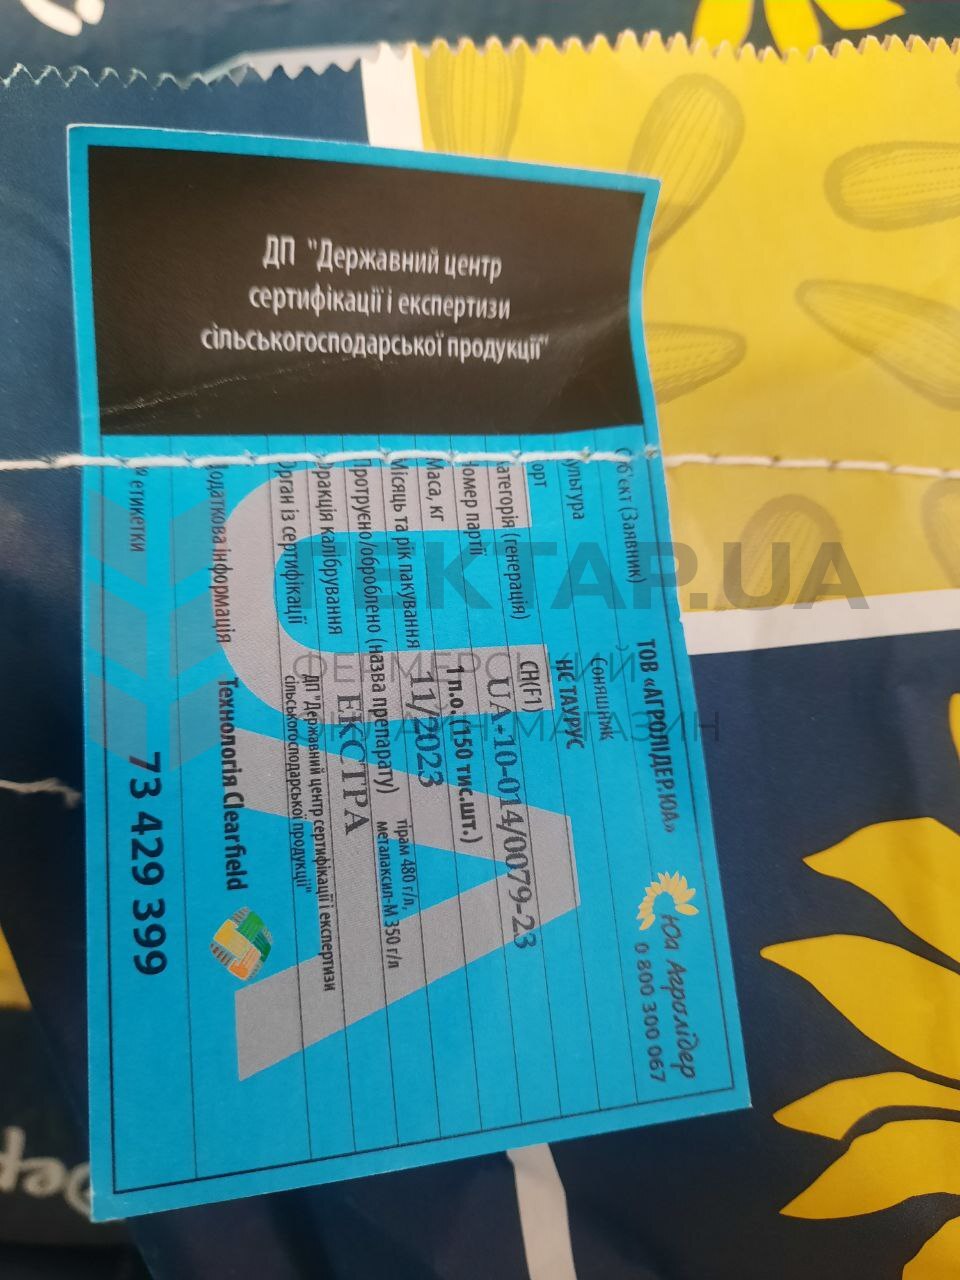 ДП "Державний центр
сертифікації і експертизи
сільськогосподарської продукції"
Суб'єкт (Заявник) ТОВ «АГРОЛІДЕР.ЮА»
Юа Агролідер
0 800 300 067
культура Соняшник
сорт НС ТАУРУС
категорія (генерація) СН(F1)
Номер партії UA-10-014/0079-23
Маса, кг 1 п.о.(150 тис.шт.)
Місяць та рік пакування 11/2023
Протруєно/оброблено (назва препарату) тірам 480 г/л,
металаксил-М 350 г/л
Фракція калібрування ЕКСТРА
Орган із сертифікації ДП "Державний центр сертифікації і експертизи
сільськогосподарської продукції"
Додаткова інформація Технологія Clearfield
№ етикетки 73 429 399
ТЕКТАР.UA
ФЕРМЕРСЬКИЙ
ОНЛАЙН-МАГАЗИН